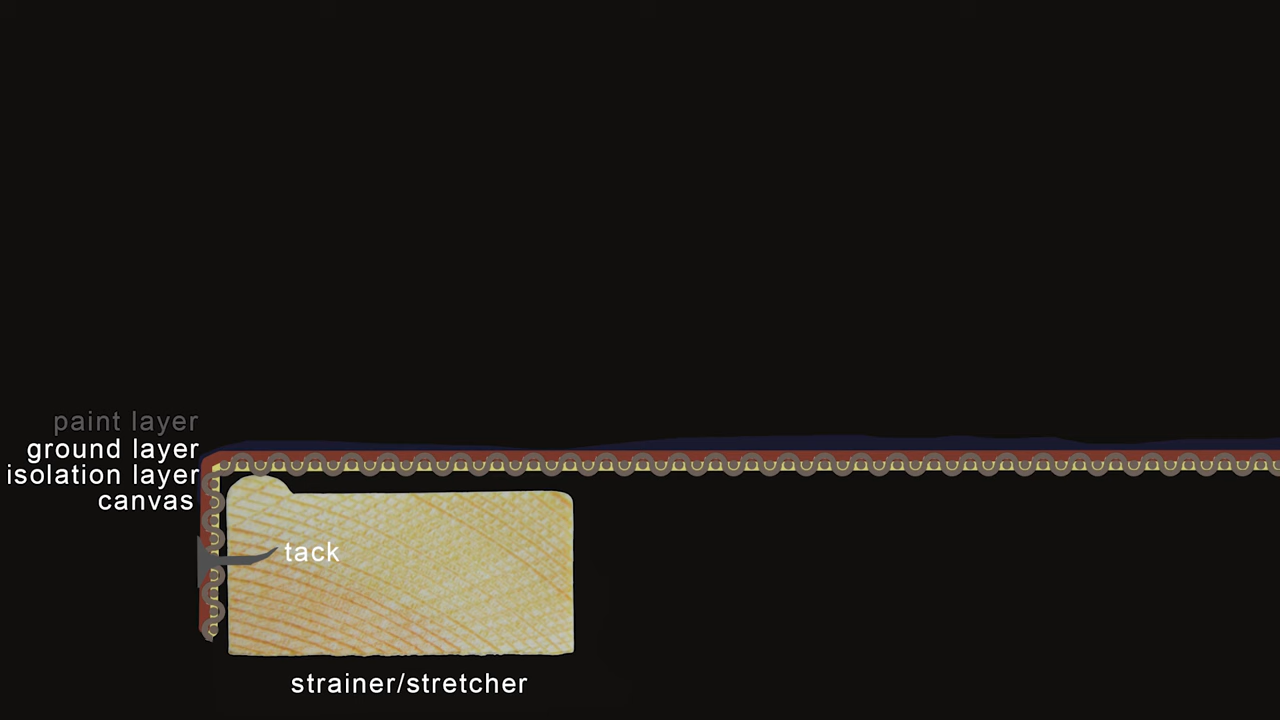 paint layer
ground layer
isolation layer
canvas
tack
strainer/stretcher